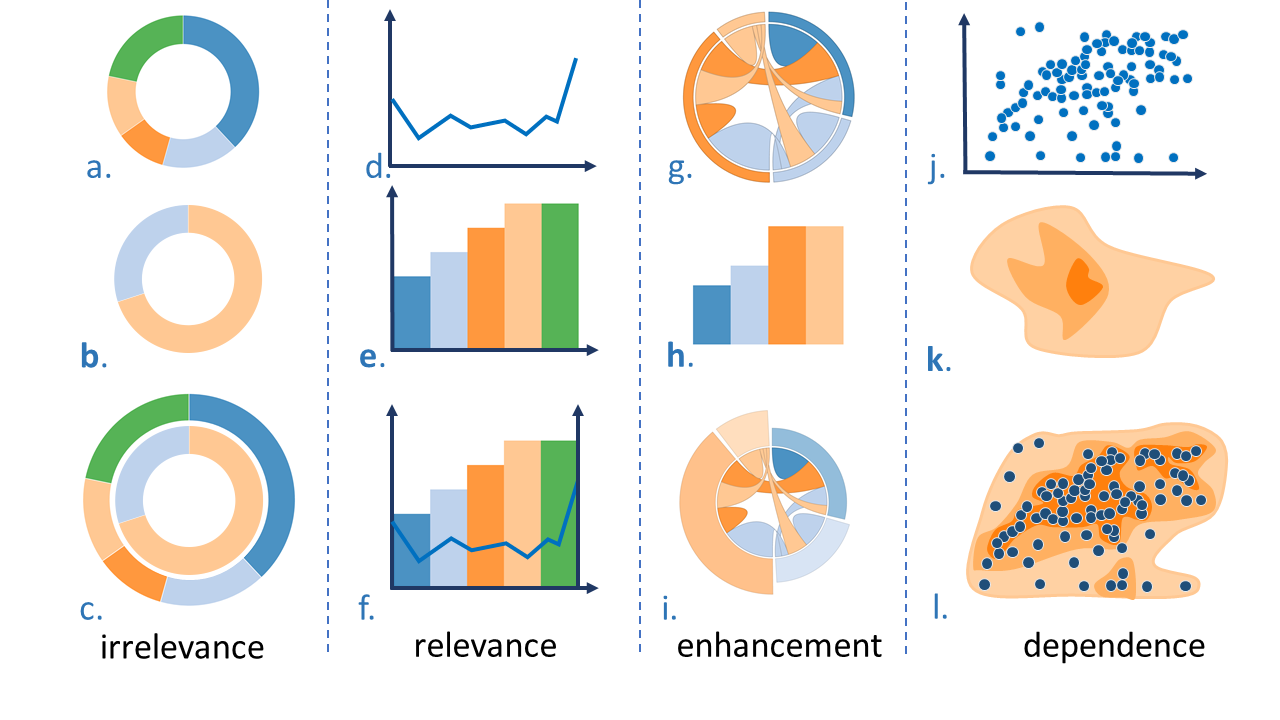 a.
b.
c.
irrelevance
d.
e.
f.
relevance
g.
h.
i.
enhancement
j.
k.
l.
dependence